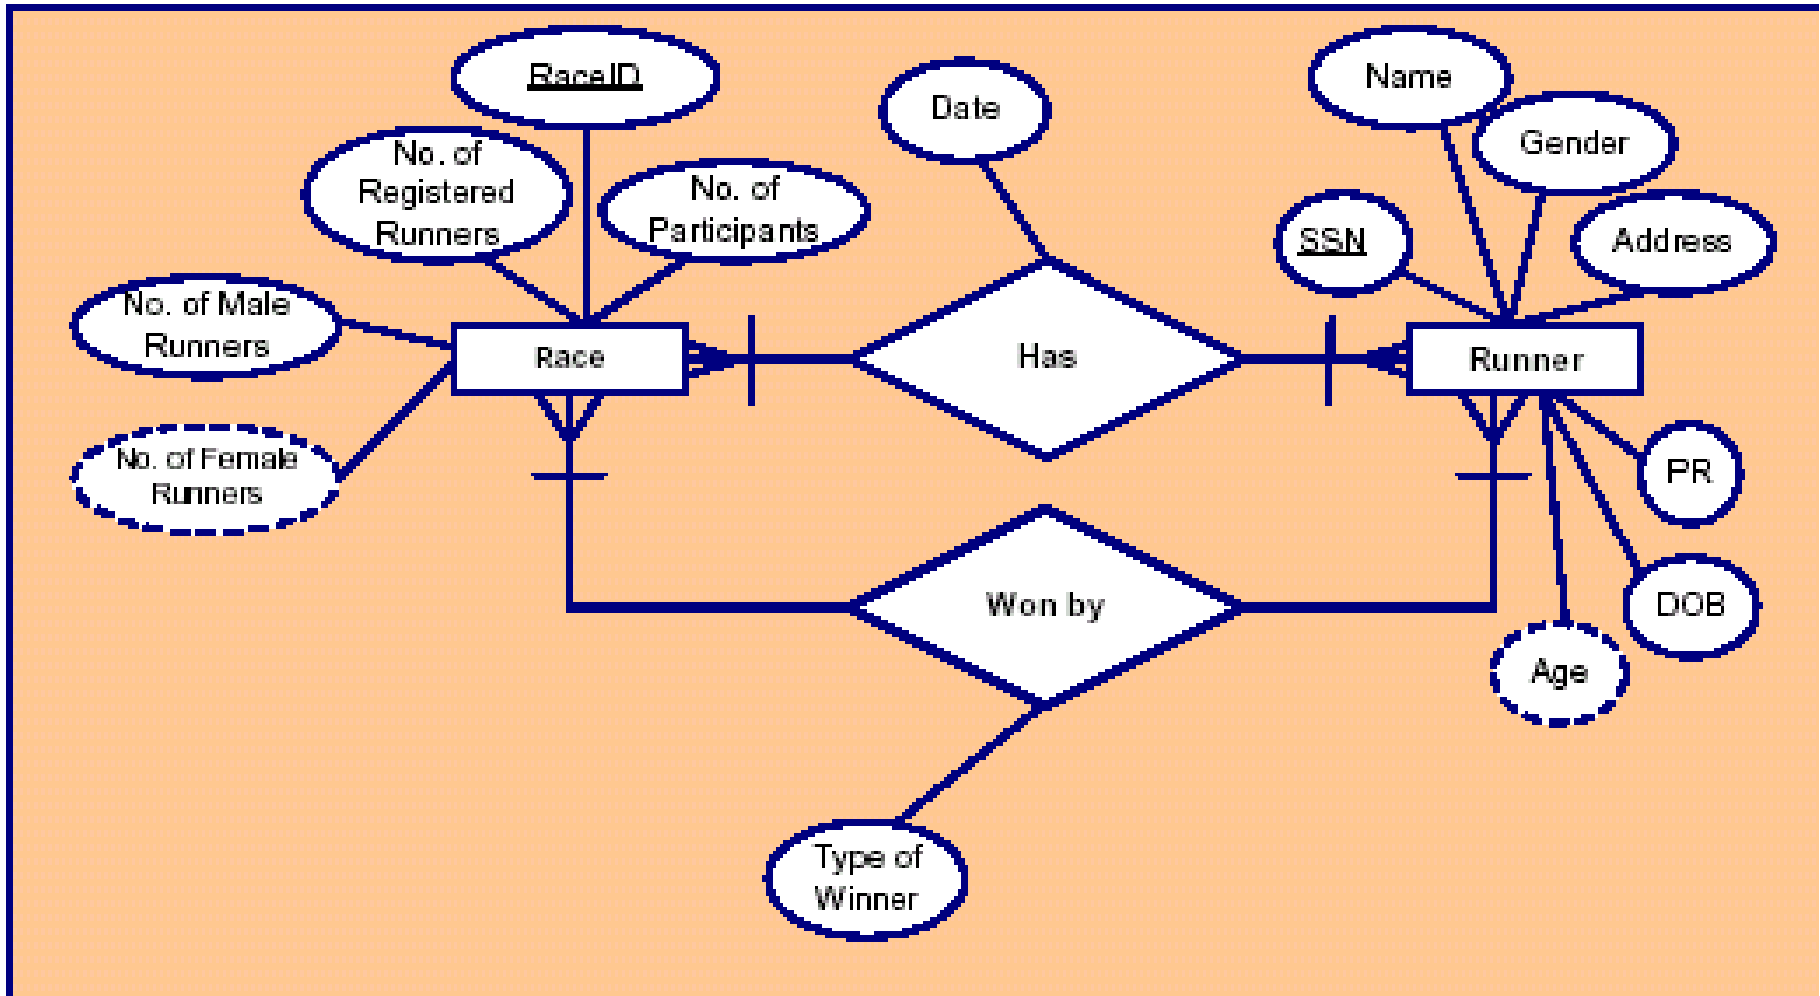 RaceID
No. of
Registered
Runners
No. of
Participants
No. of Male
Runners
No. of Female
Runners
Race
Date
Has
Name
Gender
SSN
Address
Runner
PR
DOB
Age
Won by
Type of
Winner